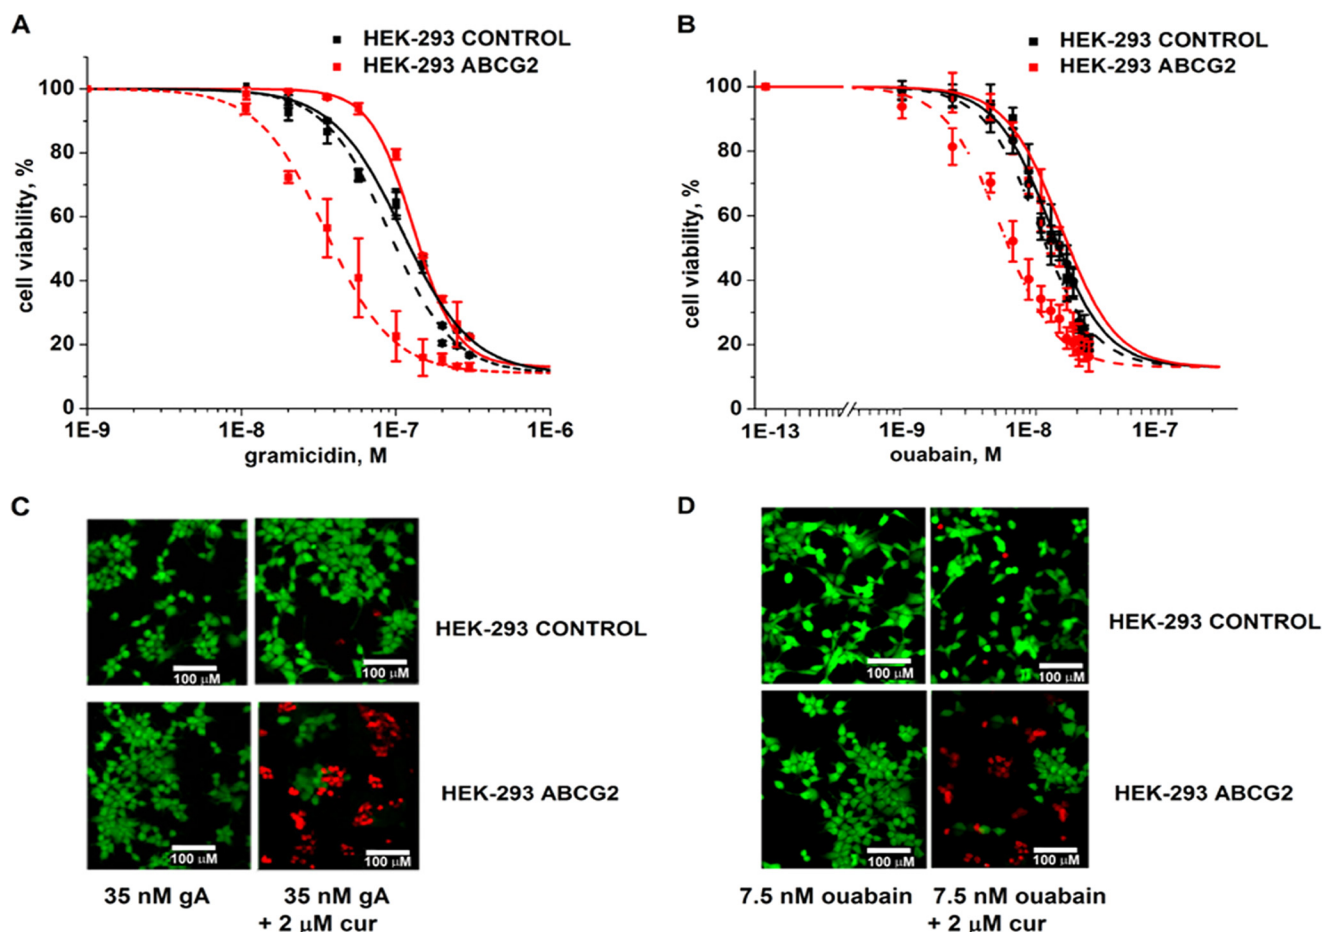 A
HEK-293 CONTROL
HEK-293 ABCG2
100
80
60
40
20
0
cell viability, %
1E-9
1E-8
1E-7
1E-6
gramicidin, M
B
HEK-293 CONTROL
HEK-293 ABCG2
100
80
60
40
20
0
cell viability, %
1E-13
1E-9
1E-8
1E-7
ouabain, M
C
100 μM
100 μM
HEK-293 CONTROL
100 μM
100 μM
HEK-293 ABCG2
35 nM gA
35 nM gA
+ 2 μM cur
D
100 μM
100 μM
HEK-293 CONTROL
100 μM
100 μM
HEK-293 ABCG2
7.5 nM ouabain
7.5 nM ouabain
+ 2 μM cur